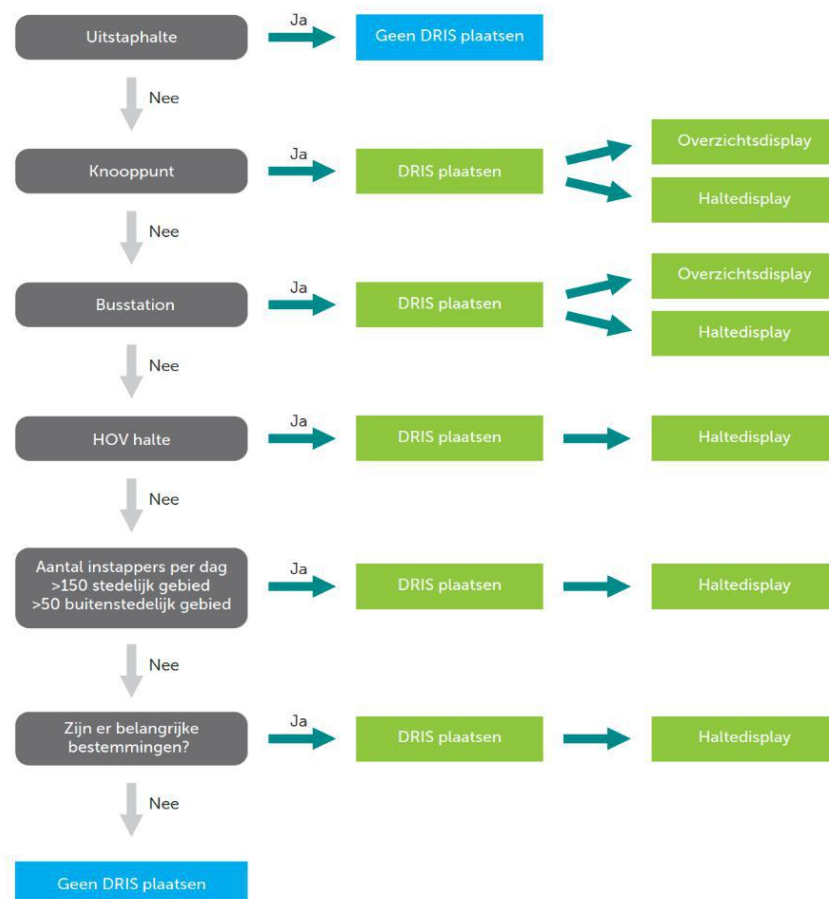 Uitstaphalte
Ja
Geen DRIS plaatsen
Nee
Knooppunt
Ja
DRIS plaatsen
Overzichtsdisplay
Haltedisplay
Nee
Busstation
Ja
DRIS plaatsen
Overzichtsdisplay
Haltedisplay
Nee
HOV halte
Ja
DRIS plaatsen
Haltedisplay
Nee
Aantal instappers per dag
>150 stedelijk gebied
>50 buitenstedelijk gebied
Ja
DRIS plaatsen
Haltedisplay
Nee
Zijn er belangrijke
bestemmingen?
Ja
DRIS plaatsen
Haltedisplay
Nee
Geen DRIS plaatsen